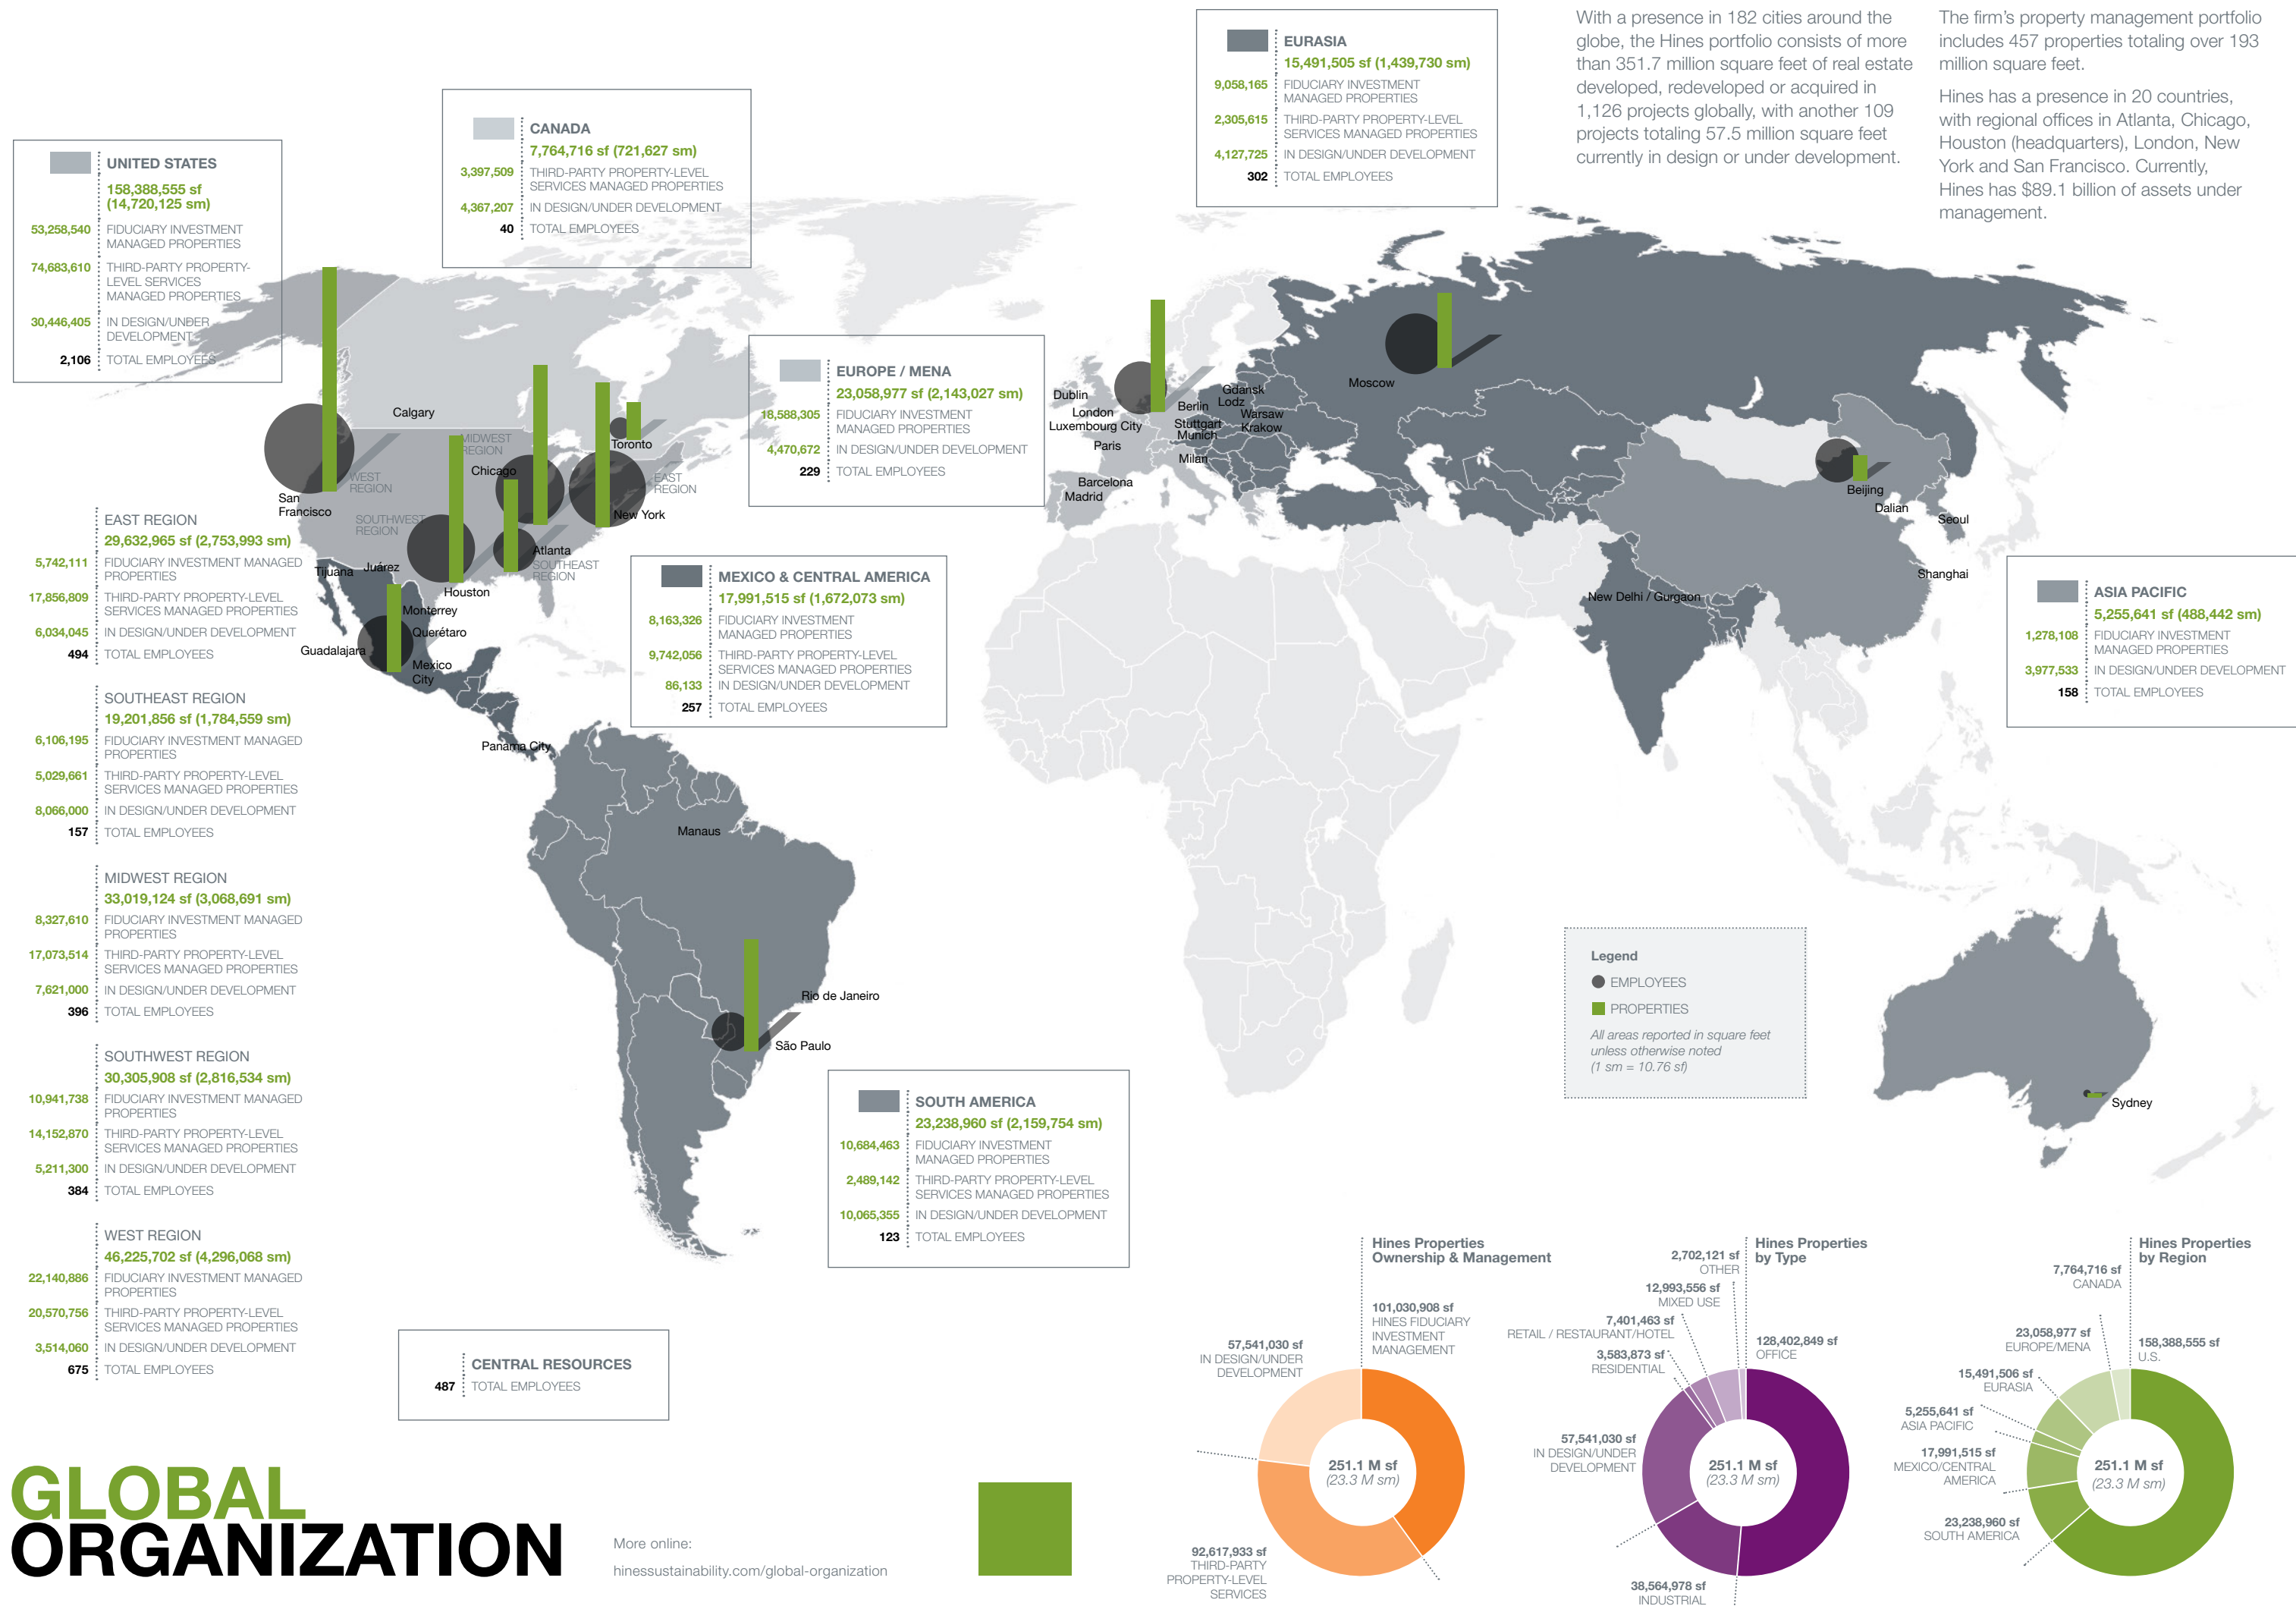 With a presence in 182 cities around the
globe, the Hines portfolio consists of more
than 351.7 million square feet of real estate
developed, redeveloped or acquired in
1,126 projects globally, with another 109
projects totaling 57.5 million square feet
currently in design or under development.
The firm's property management portfolio
includes 457 properties totaling over 193
million square feet.
Hines has a presence in 20 countries,
with regional offices in Atlanta, Chicago,
Houston (headquarters), London, New
York and San Francisco. Currently,
Hines has $89.1 billion of assets under
management.
EURASIA
15,491,505 sf (1,439,730 sm)
9,058,165 FIDUCIARY INVESTMENT
MANAGED PROPERTIES
2,305,615 THIRD-PARTY PROPERTY-LEVEL
SERVICES MANAGED PROPERTIES
4,127,725 IN DESIGN/UNDER DEVELOPMENT
302 TOTAL EMPLOYEES
CANADA
7,764,716 sf (721,627 sm)
3,397,509 THIRD-PARTY PROPERTY-LEVEL
SERVICES MANAGED PROPERTIES
4,367,207 IN DESIGN/UNDER DEVELOPMENT
40 TOTAL EMPLOYEES
UNITED STATES
158,388,555 sf
(14,720,125 sm)
53,258,540 FIDUCIARY INVESTMENT
MANAGED PROPERTIES
74,683,610 THIRD-PARTY PROPERTY-
LEVEL SERVICES
MANAGED PROPERTIES
30,446,405 IN DESIGN/UNDER
DEVELOPMENT
2,106 TOTAL EMPLOYEES
EUROPE / MENA
23,058,977 sf (2,143,027 sm)
18,588,305 FIDUCIARY INVESTMENT
MANAGED PROPERTIES
4,470,672 IN DESIGN/UNDER DEVELOPMENT
229 TOTAL EMPLOYEES
Calgary
MIDWEST
REGION
Chicago
Toronto
EAST
REGION
New York
WEST
REGION
San
Francisco
SOUTHWEST
REGION
Atlanta
SOUTHEAST
REGION
Houston
Tijuana
Juárez
Monterrey
Querétaro
Guadalajara
Mexico
City
Panama City
Manaus
Rio de Janeiro
São Paulo
Dublin
London
Luxembourg City
Paris
Barcelona
Madrid
Berlin
Stuttgart
Munich
Milan
Gdansk
Lodz
Warsaw
Krakow
Moscow
New Delhi / Gurgaon
Beijing
Dalian
Seoul
Shanghai
Sydney
EAST REGION
29,632,965 sf (2,753,993 sm)
5,742,111 FIDUCIARY INVESTMENT MANAGED
PROPERTIES
17,856,809 THIRD-PARTY PROPERTY-LEVEL
SERVICES MANAGED PROPERTIES
6,034,045 IN DESIGN/UNDER DEVELOPMENT
494 TOTAL EMPLOYEES
SOUTHEAST REGION
19,201,856 sf (1,784,559 sm)
6,106,195 FIDUCIARY INVESTMENT MANAGED
PROPERTIES
5,029,661 THIRD-PARTY PROPERTY-LEVEL
SERVICES MANAGED PROPERTIES
8,066,000 IN DESIGN/UNDER DEVELOPMENT
157 TOTAL EMPLOYEES
MIDWEST REGION
33,019,124 sf (3,068,691 sm)
8,327,610 FIDUCIARY INVESTMENT MANAGED
PROPERTIES
17,073,514 THIRD-PARTY PROPERTY-LEVEL
SERVICES MANAGED PROPERTIES
7,621,000 IN DESIGN/UNDER DEVELOPMENT
396 TOTAL EMPLOYEES
SOUTHWEST REGION
30,305,908 sf (2,816,534 sm)
10,941,738 FIDUCIARY INVESTMENT MANAGED
PROPERTIES
14,152,870 THIRD-PARTY PROPERTY-LEVEL
SERVICES MANAGED PROPERTIES
5,211,300 IN DESIGN/UNDER DEVELOPMENT
384 TOTAL EMPLOYEES
WEST REGION
46,225,702 sf (4,296,068 sm)
22,140,886 FIDUCIARY INVESTMENT MANAGED
PROPERTIES
20,570,756 THIRD-PARTY PROPERTY-LEVEL
SERVICES MANAGED PROPERTIES
3,514,060 IN DESIGN/UNDER DEVELOPMENT
675 TOTAL EMPLOYEES
MEXICO & CENTRAL AMERICA
17,991,515 sf (1,672,073 sm)
8,163,326 FIDUCIARY INVESTMENT
MANAGED PROPERTIES
9,742,056 THIRD-PARTY PROPERTY-LEVEL
SERVICES MANAGED PROPERTIES
86,133 IN DESIGN/UNDER DEVELOPMENT
257 TOTAL EMPLOYEES
ASIA PACIFIC
5,255,641 sf (488,442 sm)
1,278,108 FIDUCIARY INVESTMENT
MANAGED PROPERTIES
3,977,533 IN DESIGN/UNDER DEVELOPMENT
158 TOTAL EMPLOYEES
Legend
EMPLOYEES
PROPERTIES
All areas reported in square feet
unless otherwise noted
(1 sm = 10.76 sf)
SOUTH AMERICA
23,238,960 sf (2,159,754 sm)
10,684,463 FIDUCIARY INVESTMENT
MANAGED PROPERTIES
2,489,142 THIRD-PARTY PROPERTY-LEVEL
SERVICES MANAGED PROPERTIES
10,065,355 IN DESIGN/UNDER DEVELOPMENT
123 TOTAL EMPLOYEES
CENTRAL RESOURCES
487 TOTAL EMPLOYEES
Hines Properties
Ownership & Management
101,030,908 sf
HINES FIDUCIARY
INVESTMENT
MANAGEMENT
57,541,030 sf
IN DESIGN/UNDER
DEVELOPMENT
251.1 M sf
(23.3 M sm)
92,617,933 sf
THIRD-PARTY
PROPERTY-LEVEL
SERVICES
Hines Properties
by Type
2,702,121 sf
OTHER
12,993,556 sf
MIXED USE
7,401,463 sf
RETAIL / RESTAURANT/HOTEL
3,583,873 sf
RESIDENTIAL
128,402,849 sf
OFFICE
57,541,030 sf
IN DESIGN/UNDER
DEVELOPMENT
251.1 M sf
(23.3 M sm)
38,564,978 sf
INDUSTRIAL
Hines Properties
by Region
7,764,716 sf
CANADA
23,058,977 sf
EUROPE/MENA
158,388,555 sf
U.S.
15,491,506 sf
EURASIA
5,255,641 sf
ASIA PACIFIC
17,991,515 sf
MEXICO/CENTRAL
AMERICA
251.1 M sf
(23.3 M sm)
23,238,960 sf
SOUTH AMERICA
GLOBAL
ORGANIZATION
More online:
hinessustainability.com/global-organization